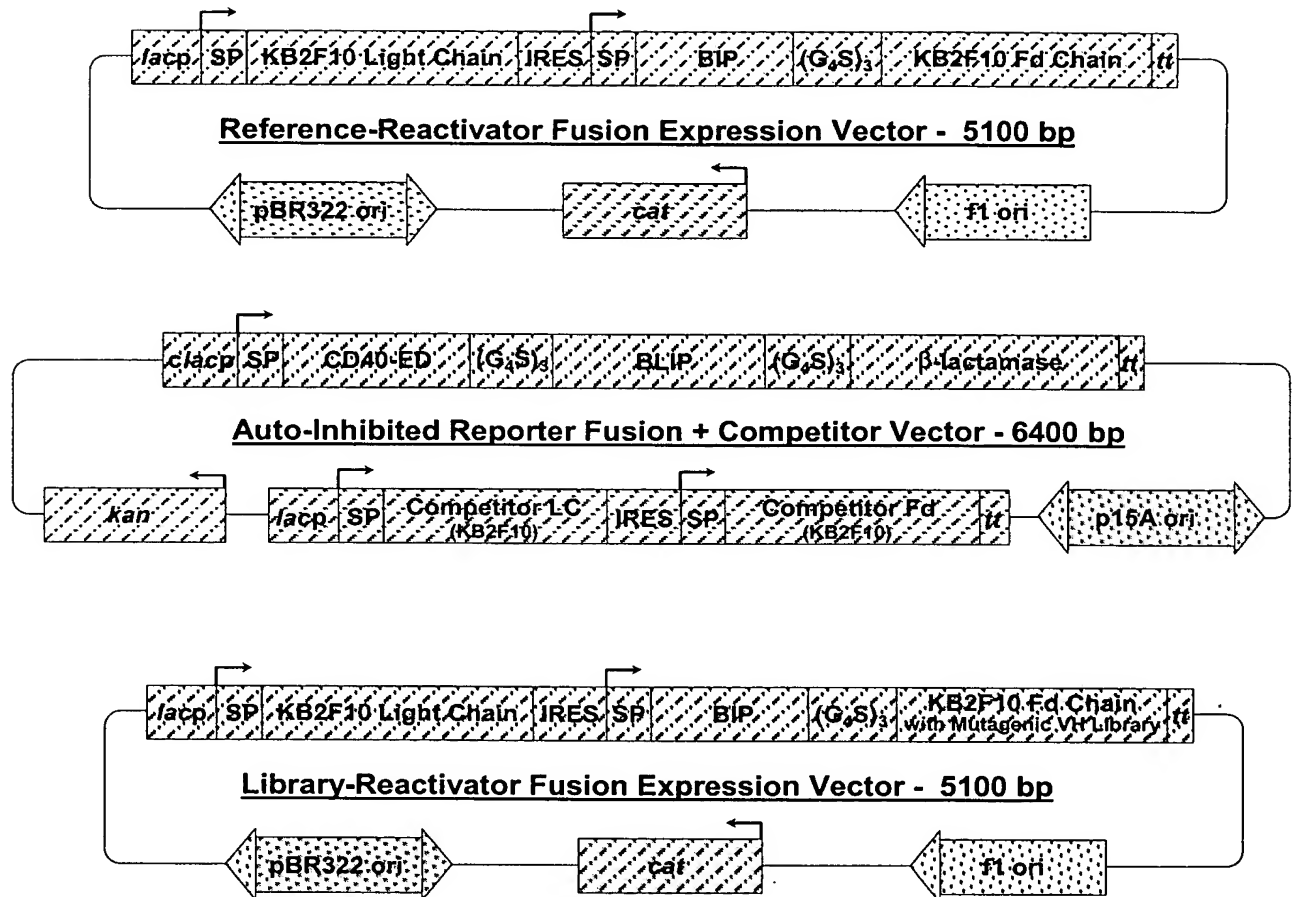 lacp SP KB2F10 Light Chain IRES SP BIP (G₄S)₃ KB2F10 Fd Chain tt
Reference-Reactivator Fusion Expression Vector - 5100 bp
pBR322 ori cat f1 ori
clacp SP CD40-ED (G₄S)₃ BLIP (G₄S)₃ β-lactamase tt
Auto-Inhibited Reporter Fusion + Competitor Vector - 6400 bp
kan lacp SP Competitor LC IRES SP Competitor Fd tt p15A ori
(KB2F10) (KB2F10)
lacp SP KB2F10 Light Chain IRES SP BIP (G₄S)₃ KB2F10 Fd Chain tt
with Mutagenic VH Library
Library-Reactivator Fusion Expression Vector - 5100 bp
pBR322 ori cat f1 ori